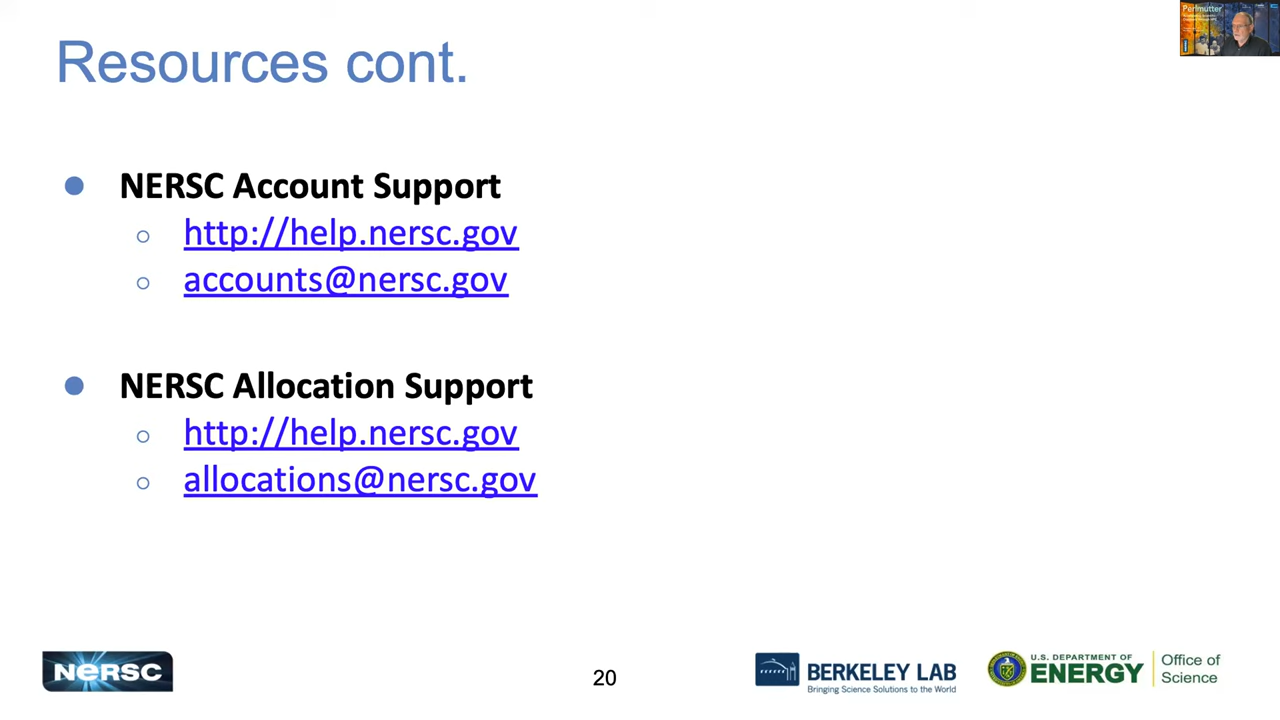 Resources cont.
Perlmutter
● NERSC Account Support
○ http://help.nersc.gov
○ accounts@nersc.gov
● NERSC Allocation Support
○ http://help.nersc.gov
○ allocations@nersc.gov
NERSC
20
BERKELEY LAB
Bringing Science Solutions to the World
U.S. DEPARTMENT OF
ENERGY
Office of
Science